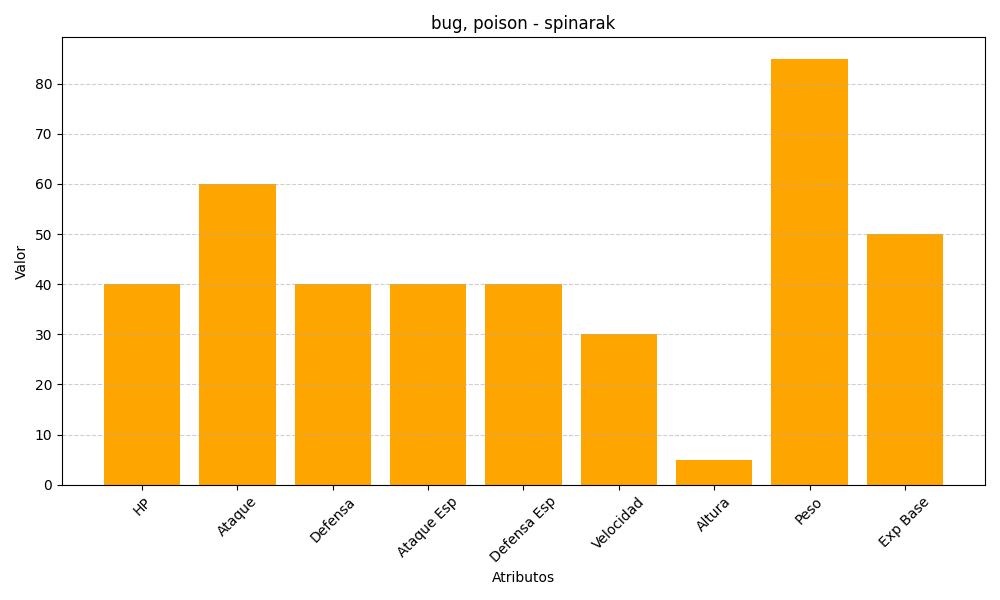 bug, poison - spinarak
Valor
80
70
60
50
40
30
20
10
0
HP
Ataque
Defensa
Ataque Esp
Defensa Esp
Velocidad
Altura
Peso
Exp Base
Atributos